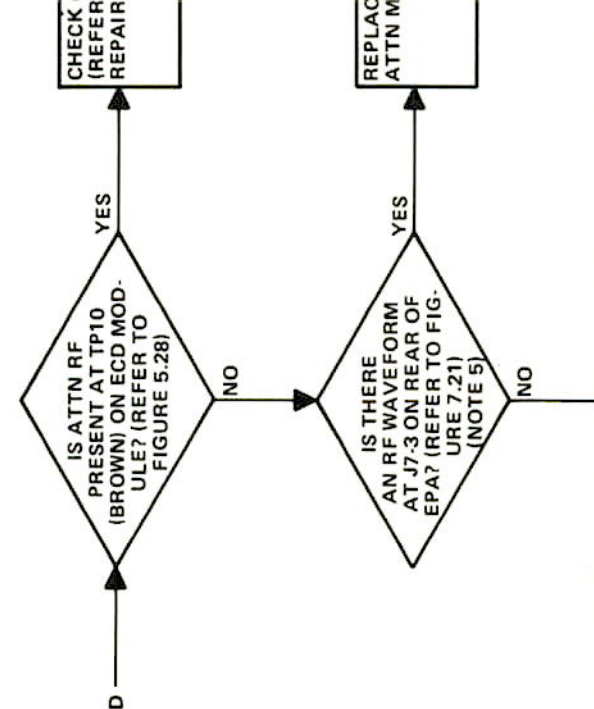 D
IS ATTN RF
PRESENT AT TP10
(BROWN) ON ECD MOD-
ULE? (REFER TO
FIGURE 5.28)
YES
CHECK
(REFER
REPAIR
NO
IS THERE
AN RF WAVEFORM
AT J7-3 ON REAR OF
EPA? (REFER TO FIG-
URE 7.21)
(NOTE 5)
YES
REPLAC
ATTN M
NO